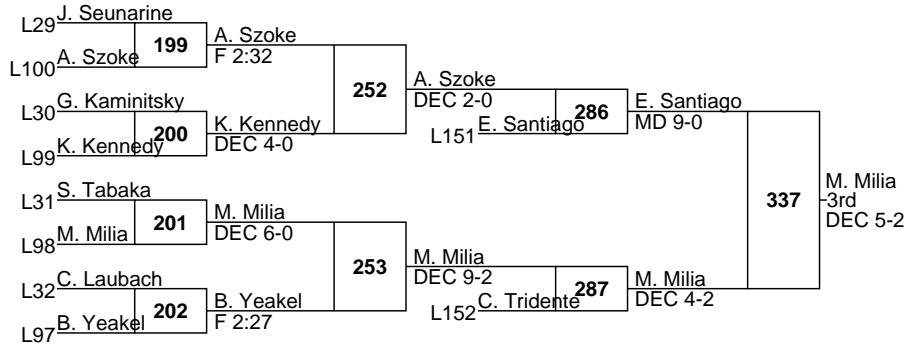 J. Seunarine
L29
199
A. Szoke
F 2:32
L100
A. Szoke
252
A. Szoke
DEC 2-0
G. Kaminitsky
L30
200
K. Kennedy
DEC 4-0
L99
K. Kennedy
286
E. Santiago
MD 9-0
L151
E. Santiago
S. Tabaka
L31
201
M. Milia
DEC 6-0
L98
M. Milia
253
M. Milia
DEC 9-2
C. Laubach
L32
202
B. Yeakel
F 2:27
L97
B. Yeakel
287
M. Milia
DEC 4-2
L152
C. Tridente
337
M. Milia
3rd
DEC 5-2